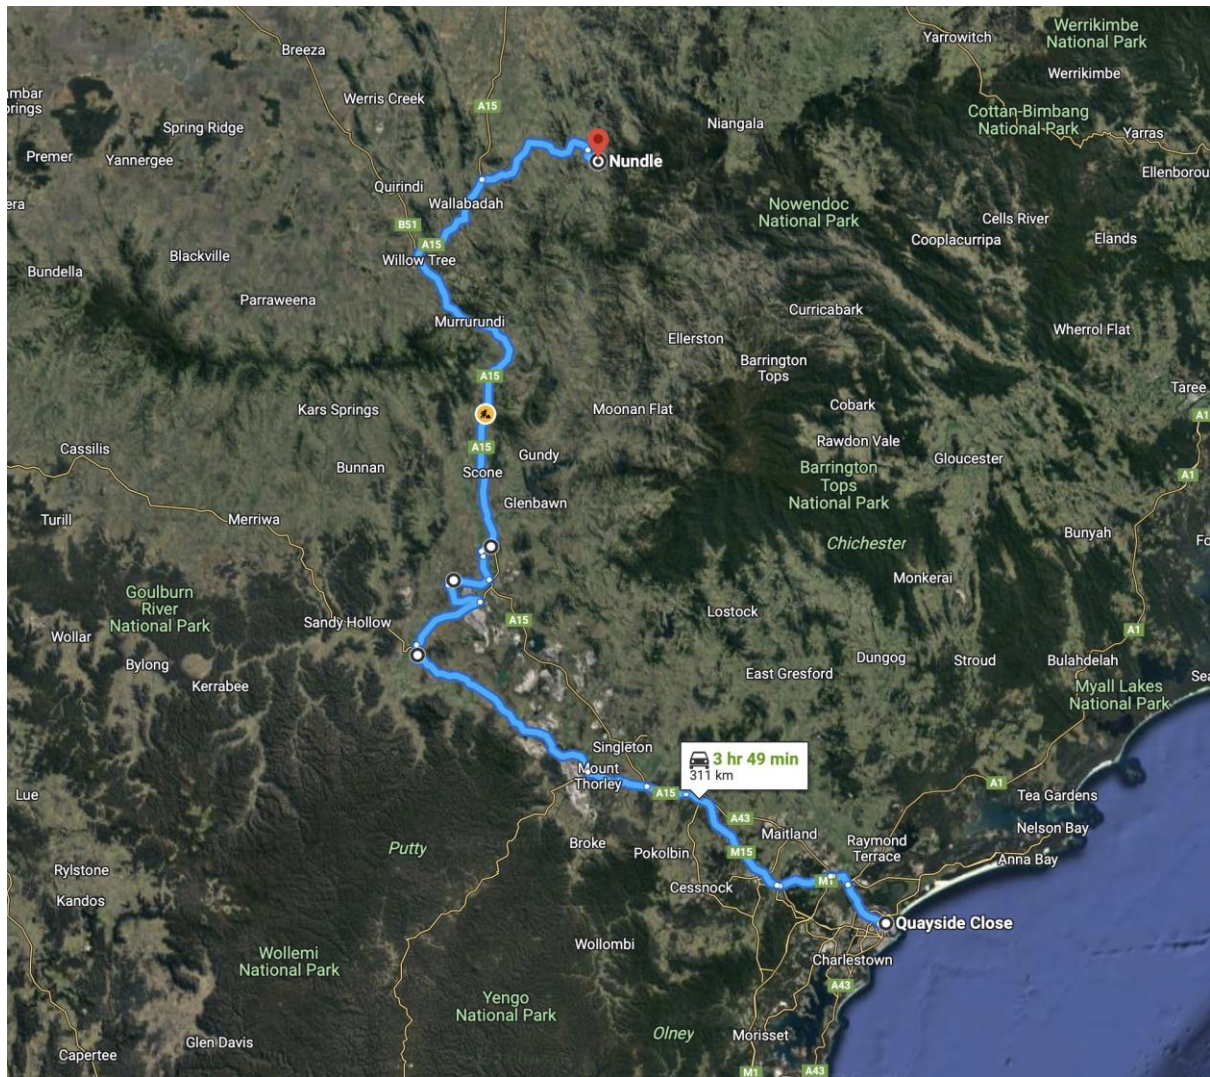 Yarrowitch
Werrikimbe
National Park
Breeza
Werrikimbe
Werris Creek
A15
Cottan-Bimbang
National Park
Spring Ridge
Niangala
Yarras
Premer
Yannergee
Nundle
Quirindi
Wallabadah
Nowendoc
National Park
Cells River
B51
A15
Cooplacurripa
Elands
Blackville
Willow Tree
Bundella
Parraweena
Curricabark
Murrurundi
Ellerston
Wherrol Flat
Barrington
Tops
A15
Taree
Kars Springs
Moonan Flat
Cobark
A1
Cassilis
A15
Rawdon Vale
Bunnan
Scone
Gundy
Barrington
Tops
National Park
Gloucester
A1
Glenbawn
Turill
Merriwa
Bunyah
Chichester
Goulburn
River
National Park
Monkerai
Sandy Hollow
A15
Lostock
A1
Wollar
Bylong
Dungog
Stroud
Bulahdelah
Kerrabee
East Gresford
Myall Lakes
National Park
Singleton
3 hr 49 min
311 km
Mount
Thorley
A15
A1
Lue
Tea Gardens
A43
Maitland
Nelson Bay
Broke
Pokolbin
M15
Raymond
Terrace
Anna Bay
Putty
Rylstone
Cessnock
M1
Kandos
Quayside Close
Wollombi
Wollemi
National Park
Charlestown
A43
Yengo
National Park
Olney
Morisset
Glen Davis
Capertee
M1
A43